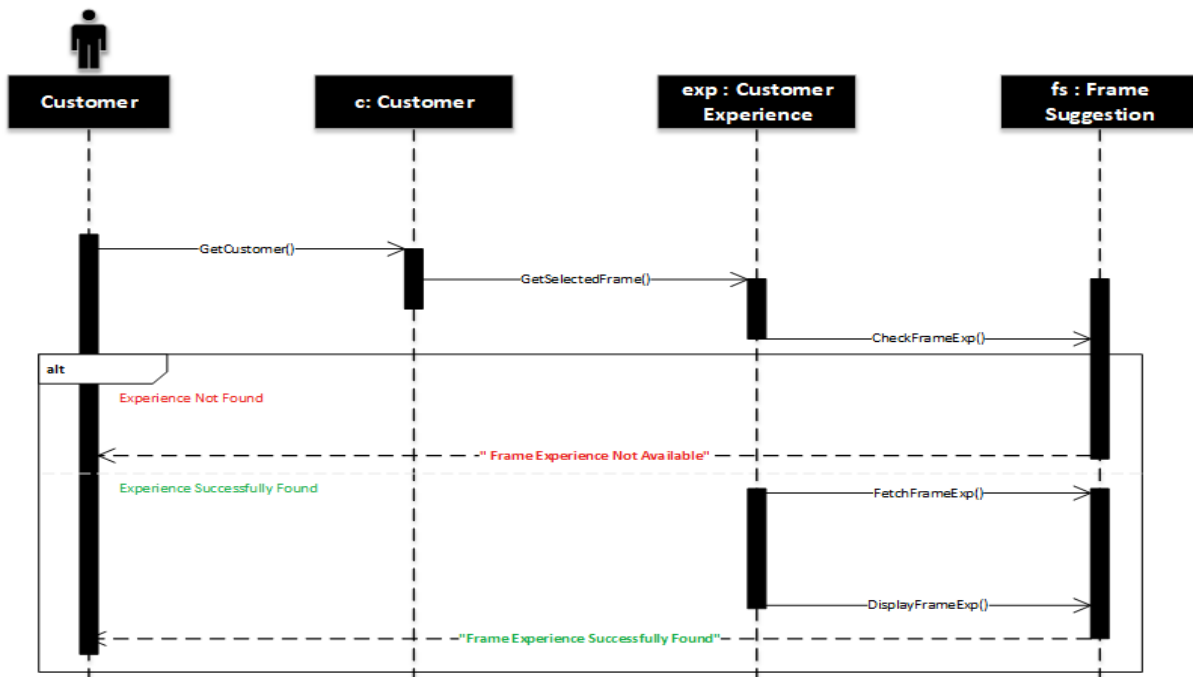 Customer
c: Customer
exp : Customer
Experience
fs : Frame
Suggestion
GetCustomer()
GetSelectedFrame()
CheckFrameExp()
alt
Experience Not Found
" Frame Experience Not Available"
Experience Successfully Found
FetchFrameExp()
DisplayFrameExp()
"Frame Experience Successfully Found"